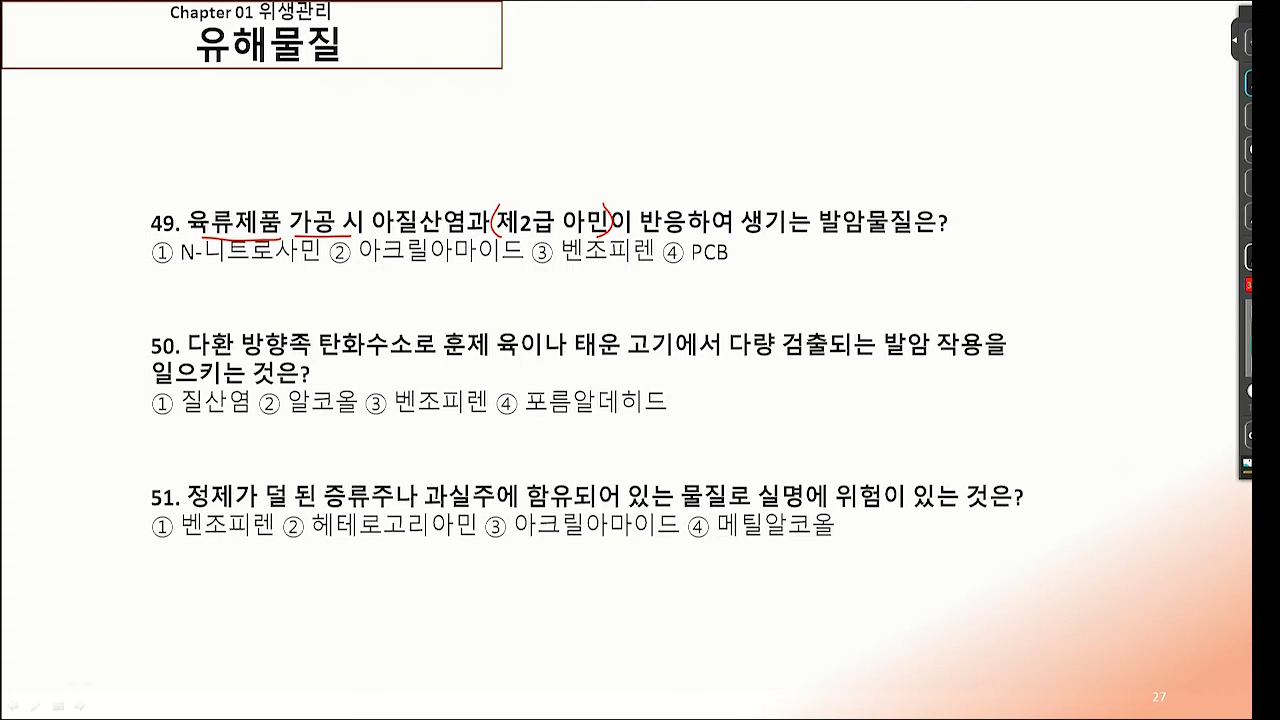 Chapter 01 위생관리
유해물질
49. 육류제품 가공 시 아질산염과 제2급 아민이 반응하여 생기는 발암물질은?
① N-니트로사민 ② 아크릴아마이드 ③ 벤조피렌 ④ PCB
50. 다환 방향족 탄화수소로 훈제 육이나 태운 고기에서 다량 검출되는 발암 작용을
일으키는 것은?
① 질산염 ② 알코올 ③ 벤조피렌 ④ 포름알데히드
51. 정제가 덜 된 증류주나 과실주에 함유되어 있는 물질로 실명에 위험이 있는 것은?
① 벤조피렌 ② 헤테로고리아민 ③ 아크릴아마이드 ④ 메틸알코올
27